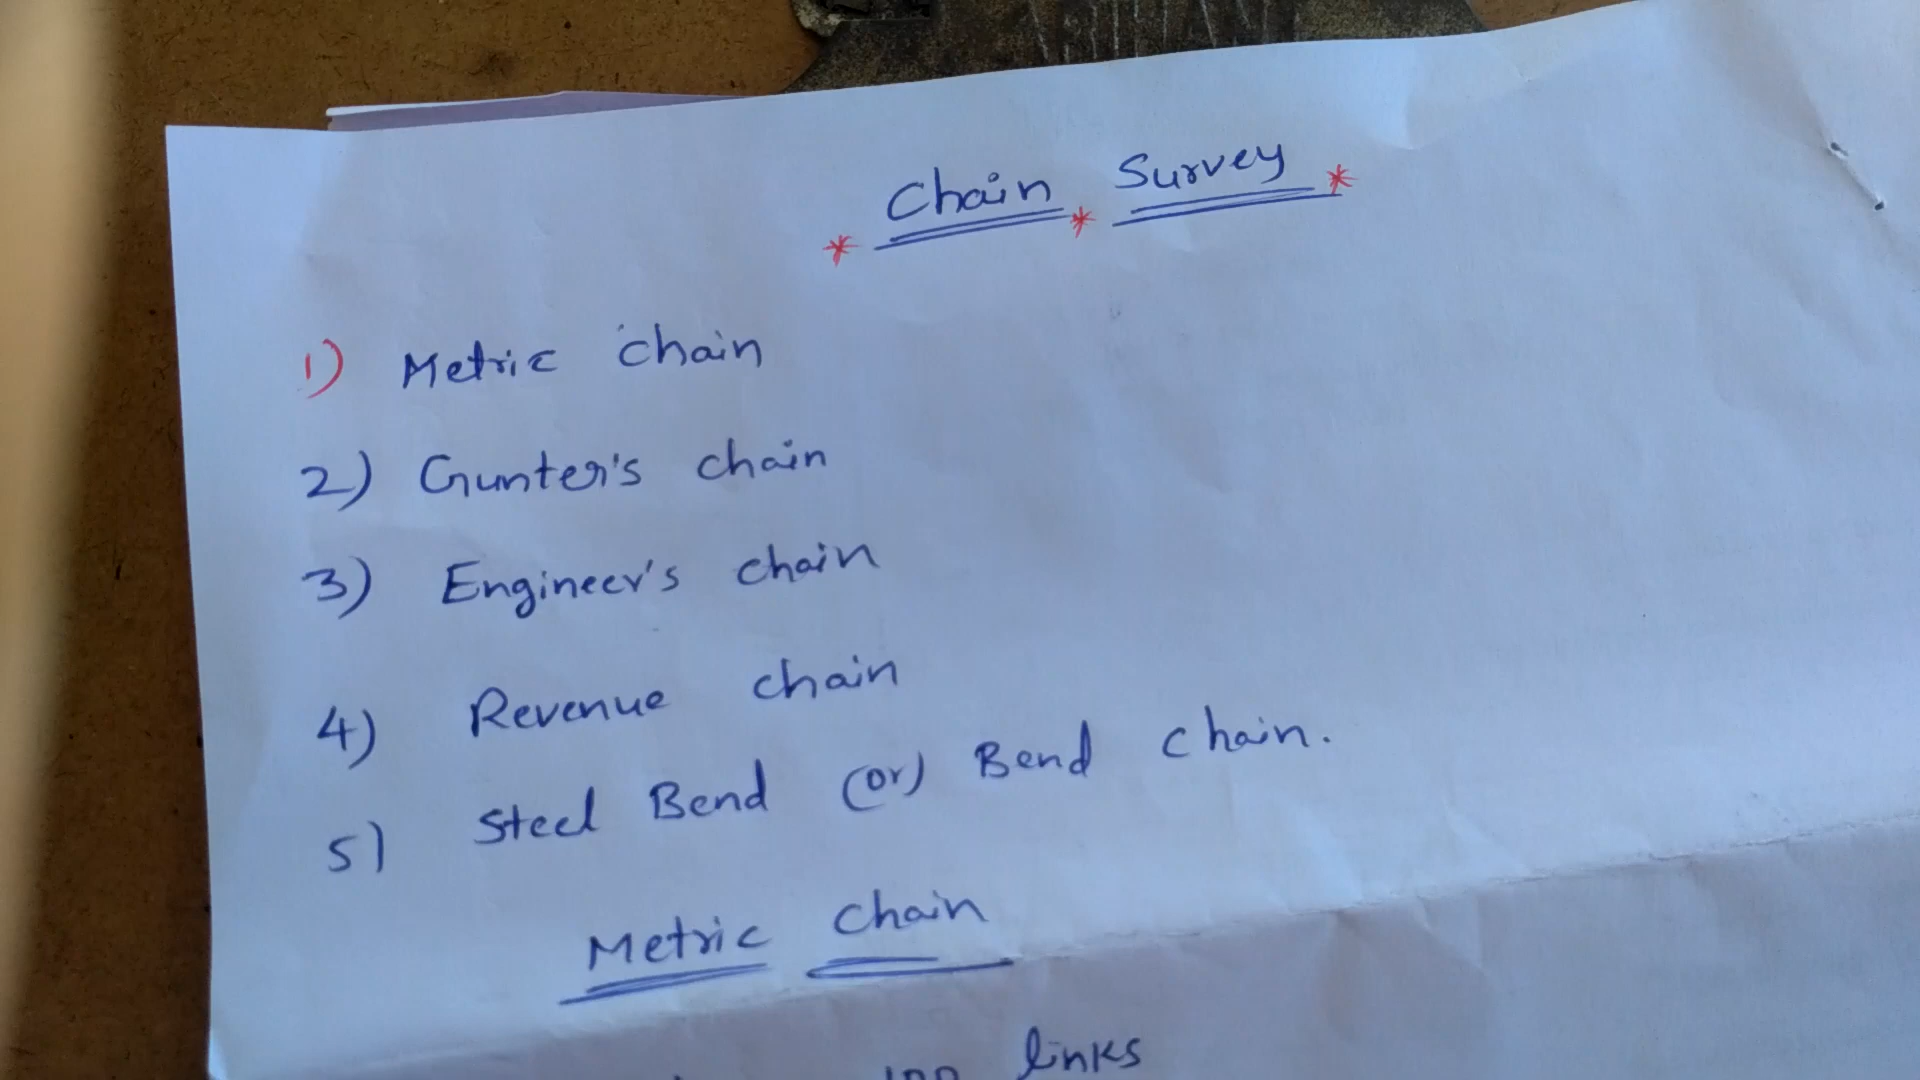 * Chain * Survey *
1) Metric chain
2) Gunter's chain
3) Engineer's chain
4) Revenue chain
5) Steel Bend (or) Bend chain.
Metric chain
links